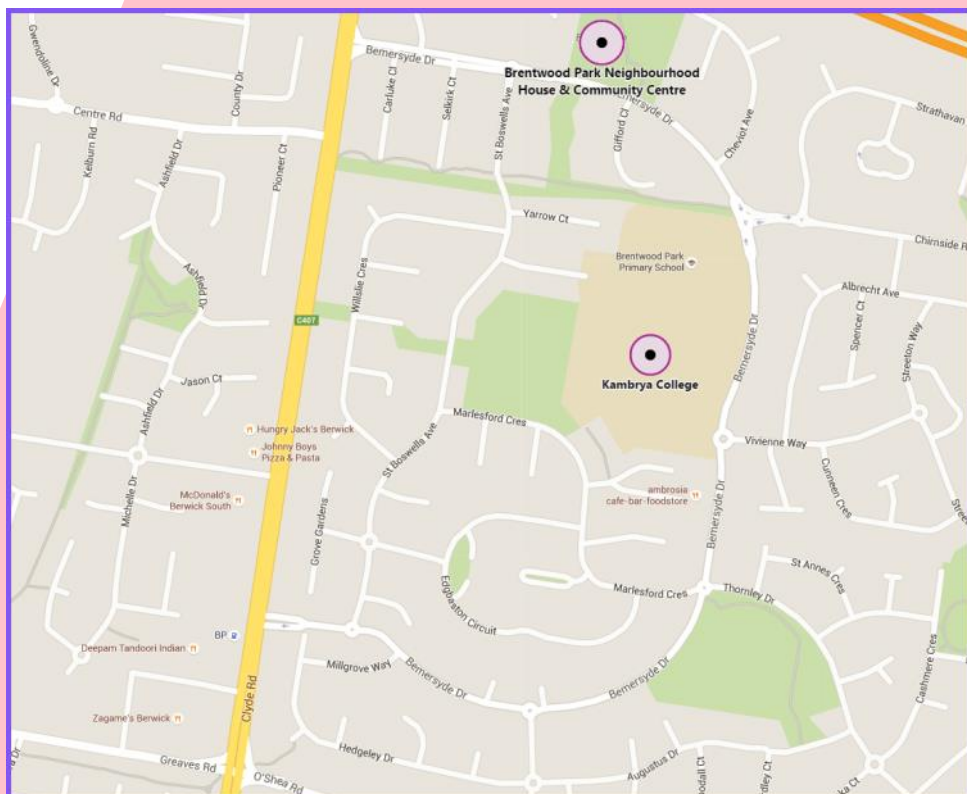 Gwendoline Dr
County Dr
Carluke Cl
Selkirk Ct
Bemersyde Dr
Brentwood Park Neighbourhood
House & Community Centre
Strathavan
Centre Rd
Kelburn Rd
Ashfield Dr
Pioneer Ct
St Boswells Ave
Gifford Cl
Bemersyde Dr
Cheviot Ave
Yarrow Ct
Chirnside R
Brentwood Park
Primary School
Ashfield Dr
Willslie Cres
Albrecht Ave
C407
Spencer Ct
Streeton Way
Bemersyde Dr
Kambrya College
Jason Ct
Ashfield Dr
Marlesford Cres
Hungry Jack's Berwick
Johnny Boys
Pizza & Pasta
St Boswells Ave
Vivienne Way
McDonald's
Berwick South
Michelle Dr
Grove Gardens
ambrosia
cafe-bar-foodstore
Bemersyde Dr
Cunneen Cres
Stree
St Annes Cres
Edgbaston Circuit
Marlesford Cres
Thornley Dr
BP
Deepam Tandoori Indian
Millgrove Way
Bemersyde Dr
Bemersyde Dr
Cashmere Cres
Clyde Rd
Zagame's Berwick
Hedgeley Dr
Augustus Dr
Greaves Rd
O'Shea Rd